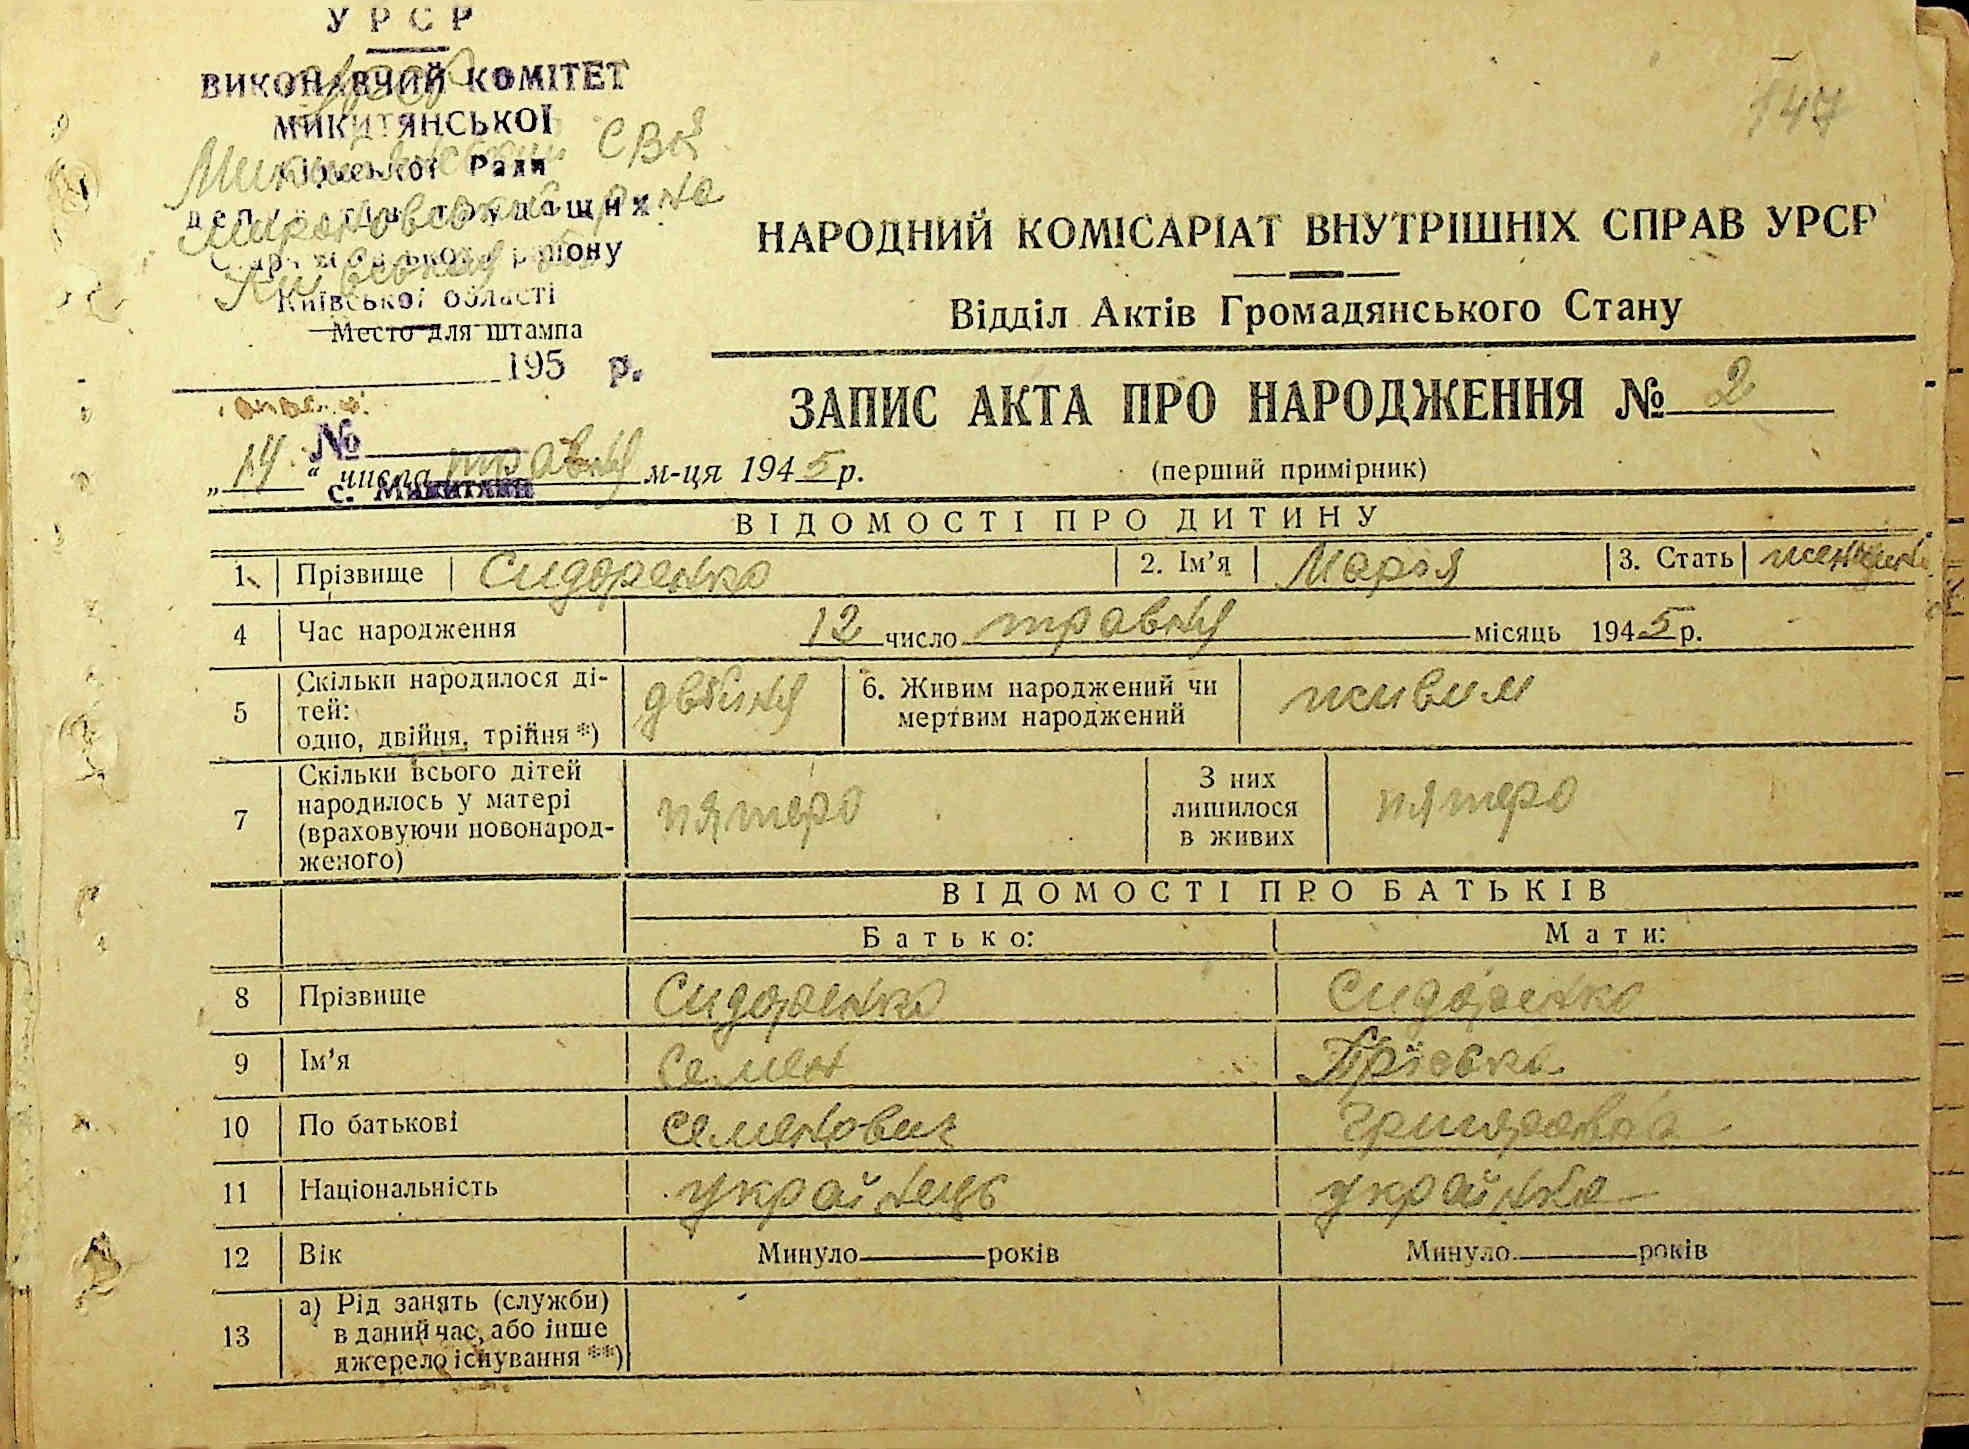 УРСР
ВИКОНАВЧИЙ КОМІТЕТ
МИКИТЯНСЬКОЇ
Ради
Київської області
Место для штампа
195 р.
№
с. Микитяни
147
НАРОДНИЙ КОМІСАРІАТ ВНУТРІШНІХ СПРАВ УРСР
Відділ Актів Громадянського Стану
ЗАПИС АКТА ПРО НАРОДЖЕННЯ № 2
„14“ числа травня м-ця 1945 р.
(перший примірник)
ВІДОМОСТІ ПРО ДИТИНУ
1. Прізвище Сидоренко 2. Ім'я Марія 3. Стать
4 Час народження 12 число травня місяць 1945 р.
5 Скільки народилося дітей: одно, двійня, трійня *) двійня 6. Живим народжений чи мертвим народжений живим
7 Скільки всього дітей народилось у матері (враховуючи новонародженого) пятеро З них лишилося в живих пятеро
ВІДОМОСТІ ПРО БАТЬКІВ
Батько: Мати:
8 Прізвище Сидоренко Сидоренко
9 Ім'я Семен Пріська
10 По батькові Семенович
11 Національність українець українка
12 Вік Минуло років Минуло років
13 а) Рід занять (служби) в даний час, або інше джерело існування **)